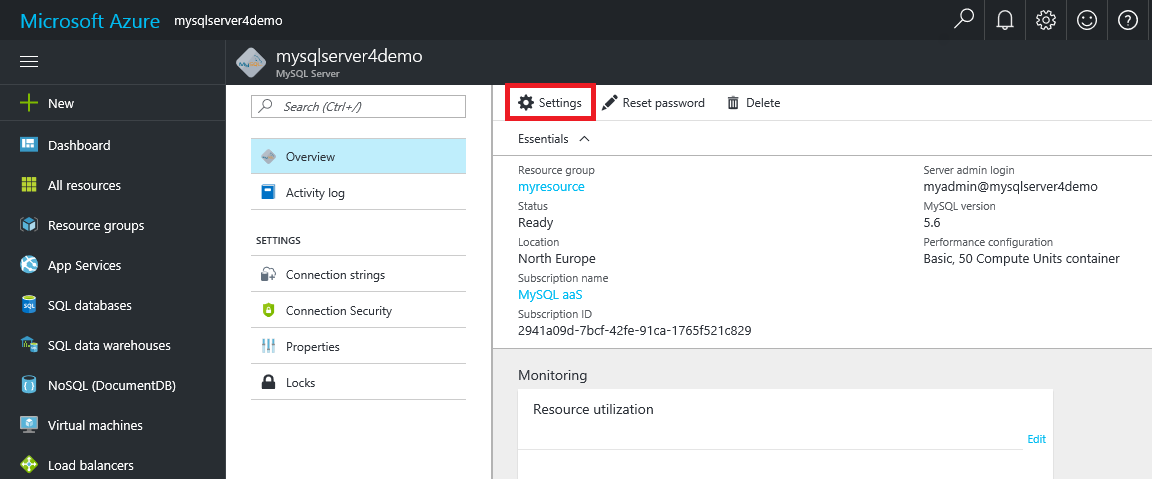 Microsoft Azure mysqlserver4demo
mysqlserver4demo
MySQL Server
New
Dashboard
All resources
Resource groups
App Services
SQL databases
SQL data warehouses
NoSQL (DocumentDB)
Virtual machines
Load balancers
Search (Ctrl+/)
Overview
Activity log
SETTINGS
Connection strings
Connection Security
Properties
Locks
Settings Reset password Delete
Essentials
Resource group
myresource
Status
Ready
Location
North Europe
Subscription name
MySQL aaS
Subscription ID
2941a09d-7bcf-42fe-91ca-1765f521c829
Server admin login
myadmin@mysqlserver4demo
MySQL version
5.6
Performance configuration
Basic, 50 Compute Units container
Monitoring
Resource utilization
Edit